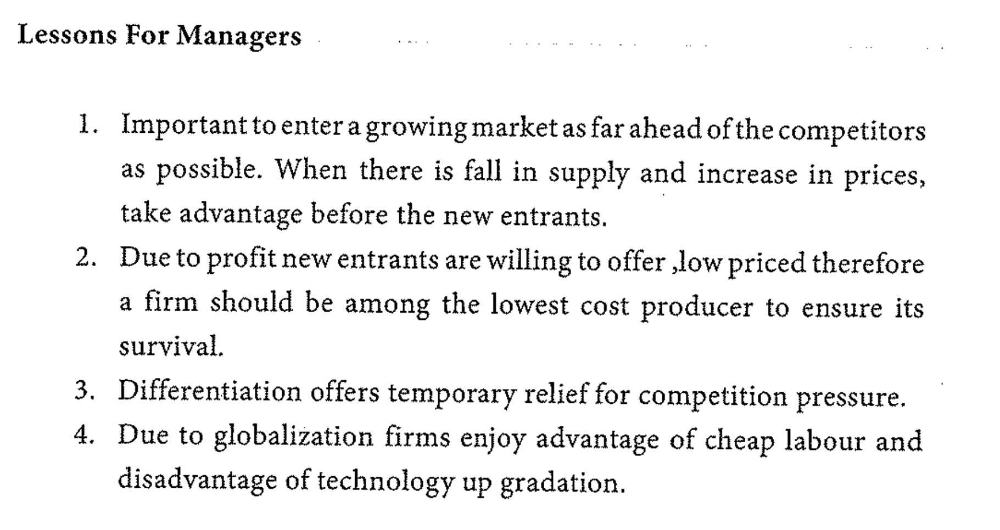 Lessons For Managers
1. Important to enter a growing market as far ahead of the competitors
as possible. When there is fall in supply and increase in prices,
take advantage before the new entrants.
2. Due to profit new entrants are willing to offer ,low priced therefore
a firm should be among the lowest cost producer to ensure its
survival.
3. Differentiation offers temporary relief for competition pressure.
4. Due to globalization firms enjoy advantage of cheap labour and
disadvantage of technology up gradation.